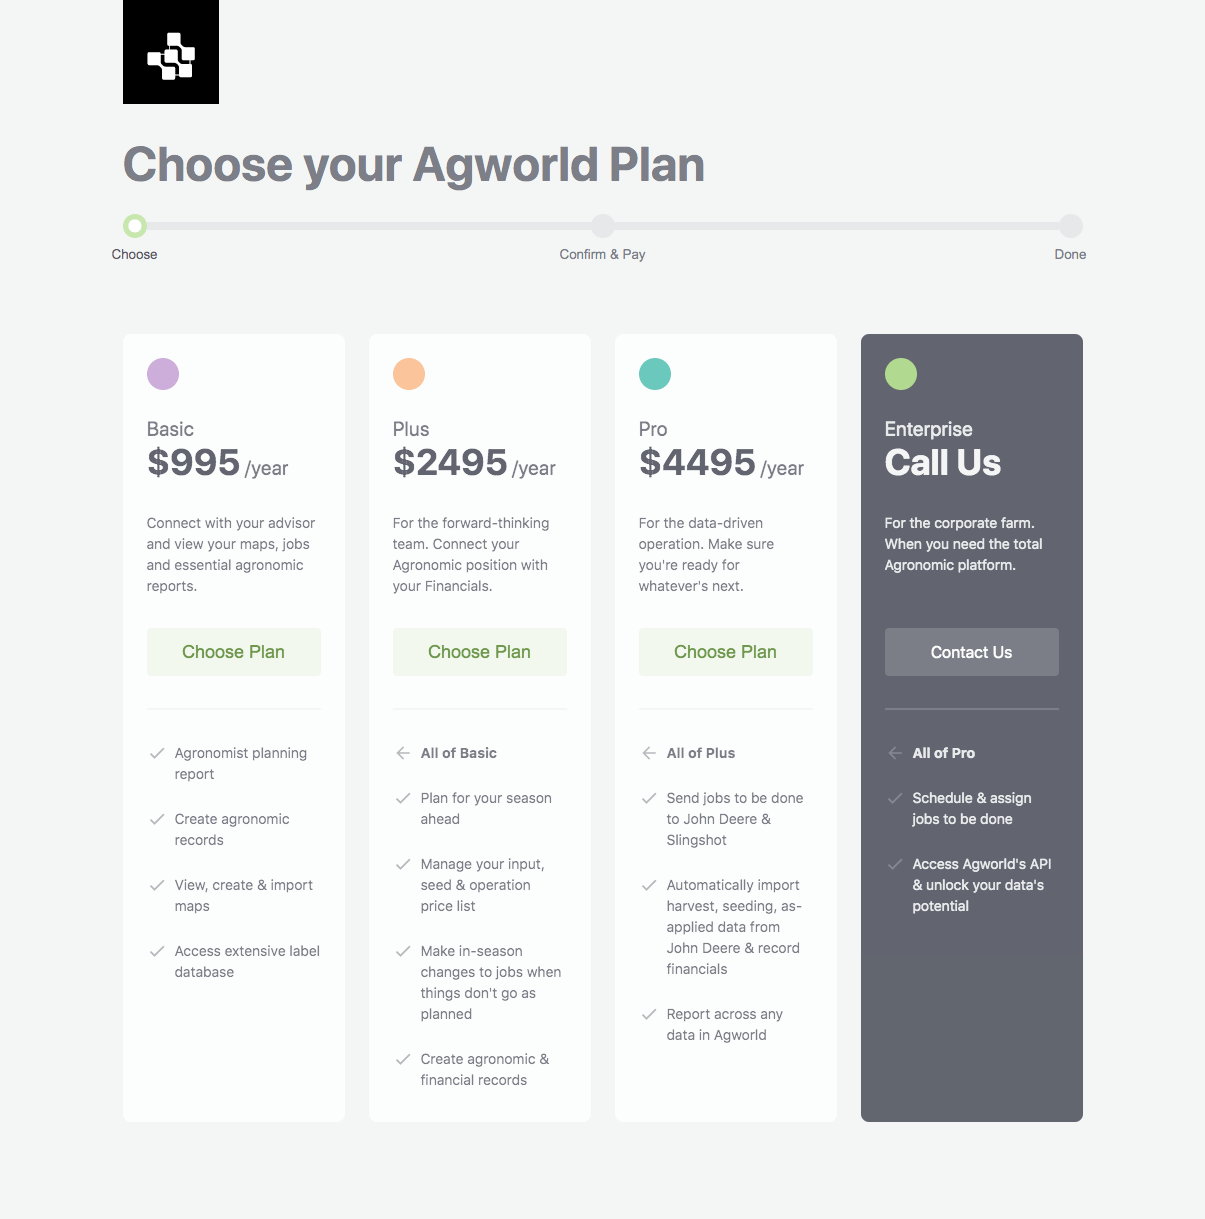 Choose your Agworld Plan
Choose
Confirm & Pay
Done
Basic
$995 /year
Connect with your advisor
and view your maps, jobs
and essential agronomic
reports.
Choose Plan
Agronomist planning
report
Create agronomic
records
View, create & import
maps
Access extensive label
database
Plus
$2495 /year
For the forward-thinking
team. Connect your
Agronomic position with
your Financials.
Choose Plan
All of Basic
Plan for your season
ahead
Manage your input,
seed & operation
price list
Make in-season
changes to jobs when
things don't go as
planned
Create agronomic &
financial records
Pro
$4495 /year
For the data-driven
operation. Make sure
you're ready for
whatever's next.
Choose Plan
All of Plus
Send jobs to be done
to John Deere &
Slingshot
Automatically import
harvest, seeding, as-
applied data from
John Deere & record
financials
Report across any
data in Agworld
Enterprise
Call Us
For the corporate farm.
When you need the total
Agronomic platform.
Contact Us
All of Pro
Schedule & assign
jobs to be done
Access Agworld's API
& unlock your data's
potential